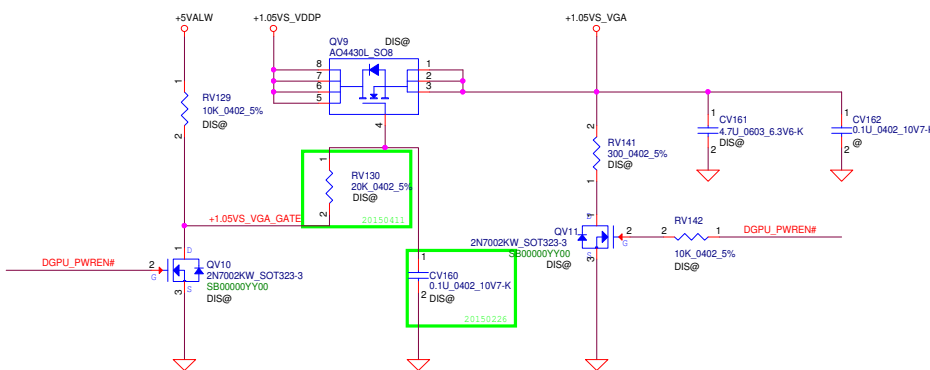 +5VALW
+1.05VS_VDDP
+1.05VS_VGA
QV9
DIS@
AO4430L_SO8
8
7
6
5
1
2
3
4
1
RV129
10K_0402_5%
DIS@
2
1
RV130
20K_0402_5%
DIS@
2
20150411
+1.05VS_VGA_GATE
2
RV141
300_0402_5%
DIS@
1
1
CV161
4.7U_0603_6.3V6-K
2
DIS@
1
CV162
0.1U_0402_10V7-K
2
@
DGPU_PWREN#
2
G
1
D
QV10
2N7002KW_SOT323-3
SB00000YY00
DIS@
3
S
1
CV160
0.1U_0402_10V7-K
2
DIS@
20150226
1
D
QV11
2N7002KW_SOT323-3
SB00000YY00
DIS@
3
S
G
2
2
RV142
1
10K_0402_5%
DIS@
DGPU_PWREN#